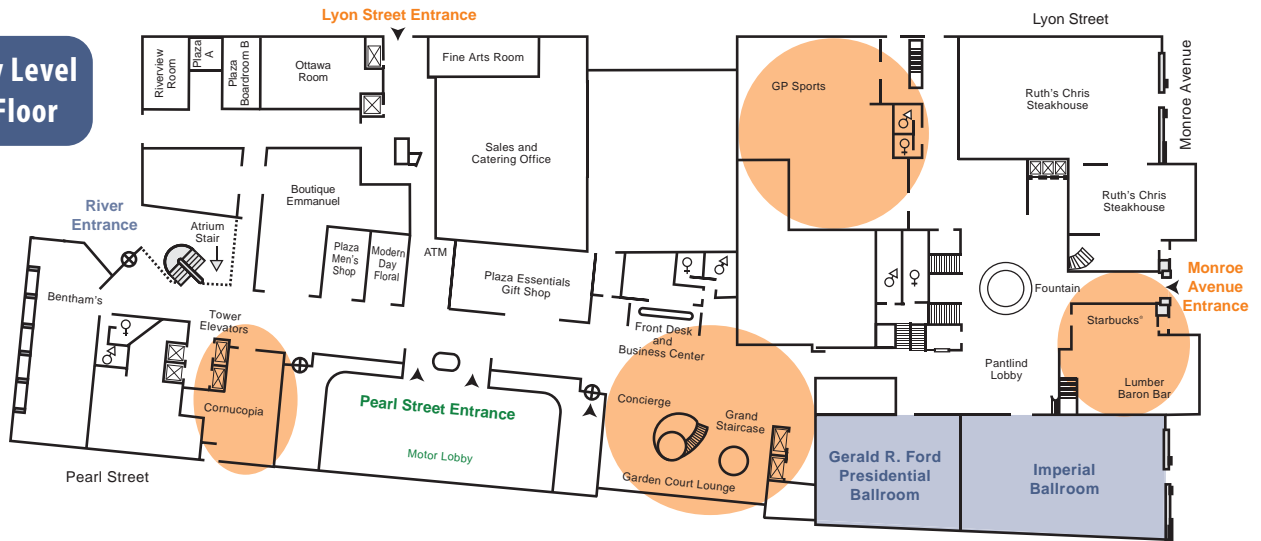 Lyon Street Entrance
Lyon Street
Level
Floor
Riverview
Room
Plaza
A
Plaza
Boardroom B
Ottawa
Room
Fine Arts Room
GP Sports
Ruth's Chris
Steakhouse
Monroe Avenue
Sales and
Catering Office
Boutique
Emmanuel
Ruth's Chris
Steakhouse
River
Entrance
Atrium
Stair
Plaza
Men's
Shop
Modern
Day
Floral
ATM
Plaza Essentials
Gift Shop
Monroe
Avenue
Entrance
Fountain
Bentham's
Tower
Elevators
Front Desk
and
Business Center
Starbucks®
Pantlind
Lobby
Lumber
Baron Bar
Cornucopia
Pearl Street Entrance
Concierge
Grand
Staircase
Motor Lobby
Garden Court Lounge
Pearl Street
Gerald R. Ford
Presidential
Ballroom
Imperial
Ballroom